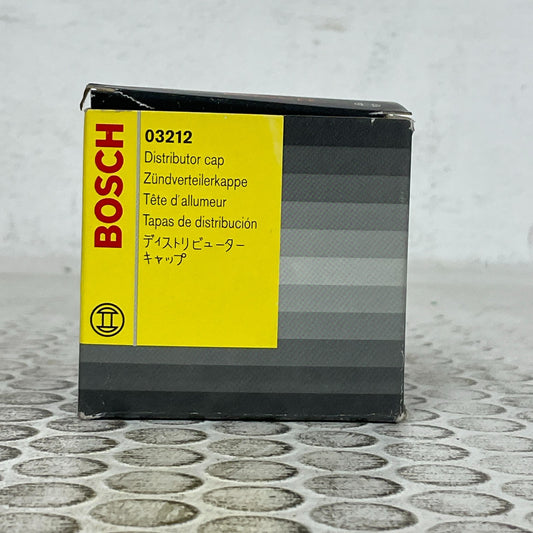 BOSCH
03212
Distributor cap
Zündverteilerkappe
Tête d'allumeur
Tapas de distribución
ディストリビューター
キャップ